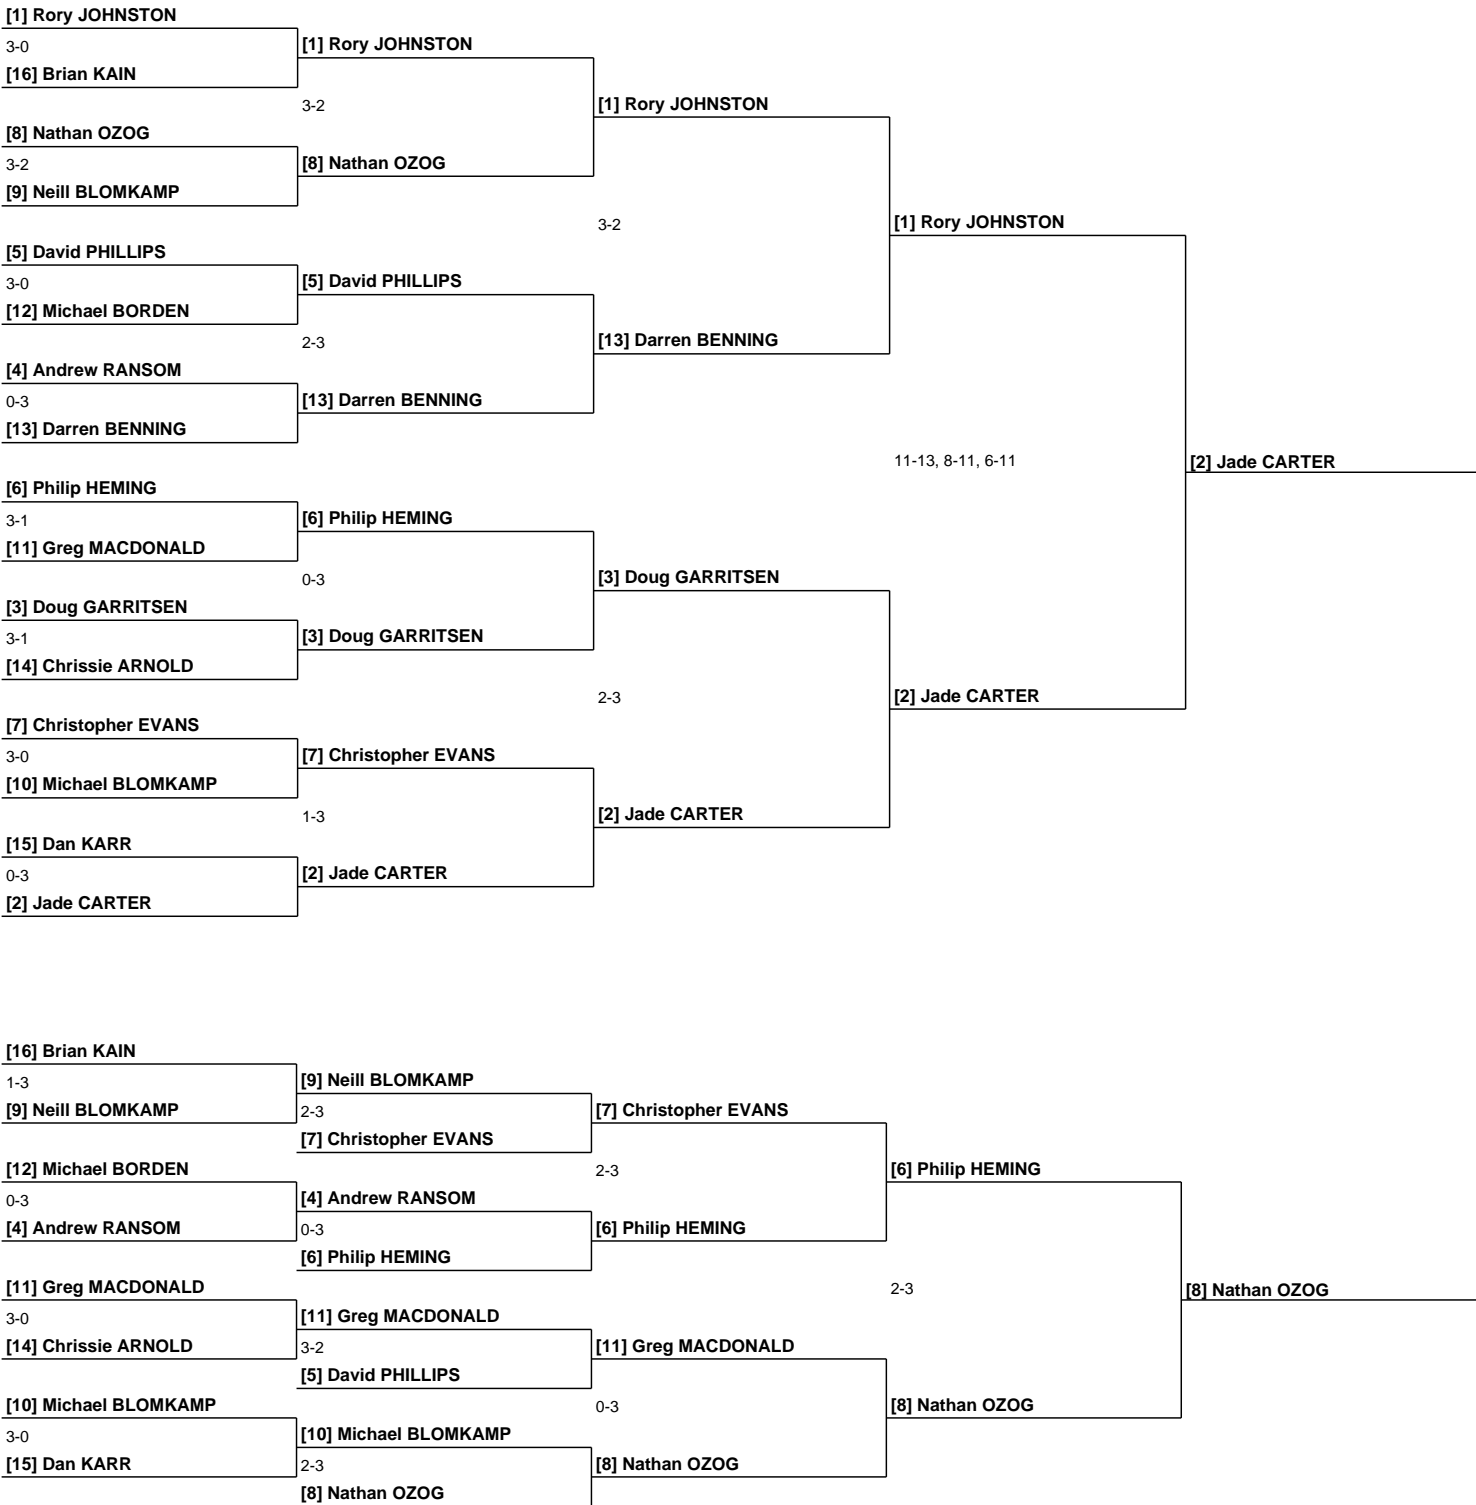 [1] Rory JOHNSTON
3-0
[1] Rory JOHNSTON
[16] Brian KAIN
3-2
[1] Rory JOHNSTON
[8] Nathan OZOG
3-2
[8] Nathan OZOG
[9] Neill BLOMKAMP
3-2
[1] Rory JOHNSTON
[5] David PHILLIPS
3-0
[5] David PHILLIPS
[12] Michael BORDEN
2-3
[13] Darren BENNING
[4] Andrew RANSOM
0-3
[13] Darren BENNING
[13] Darren BENNING
11-13, 8-11, 6-11
[2] Jade CARTER
[6] Philip HEMING
3-1
[6] Philip HEMING
[11] Greg MACDONALD
0-3
[3] Doug GARRITSEN
[3] Doug GARRITSEN
3-1
[3] Doug GARRITSEN
[14] Chrissie ARNOLD
2-3
[2] Jade CARTER
[7] Christopher EVANS
3-0
[7] Christopher EVANS
[10] Michael BLOMKAMP
1-3
[2] Jade CARTER
[15] Dan KARR
0-3
[2] Jade CARTER
[2] Jade CARTER
[16] Brian KAIN
1-3
[9] Neill BLOMKAMP
[9] Neill BLOMKAMP
2-3
[7] Christopher EVANS
[7] Christopher EVANS
[12] Michael BORDEN
2-3
[6] Philip HEMING
0-3
[4] Andrew RANSOM
[4] Andrew RANSOM
0-3
[6] Philip HEMING
[6] Philip HEMING
[11] Greg MACDONALD
2-3
[8] Nathan OZOG
3-0
[11] Greg MACDONALD
[14] Chrissie ARNOLD
3-2
[11] Greg MACDONALD
[5] David PHILLIPS
[10] Michael BLOMKAMP
0-3
[8] Nathan OZOG
3-0
[10] Michael BLOMKAMP
[15] Dan KARR
2-3
[8] Nathan OZOG
[8] Nathan OZOG